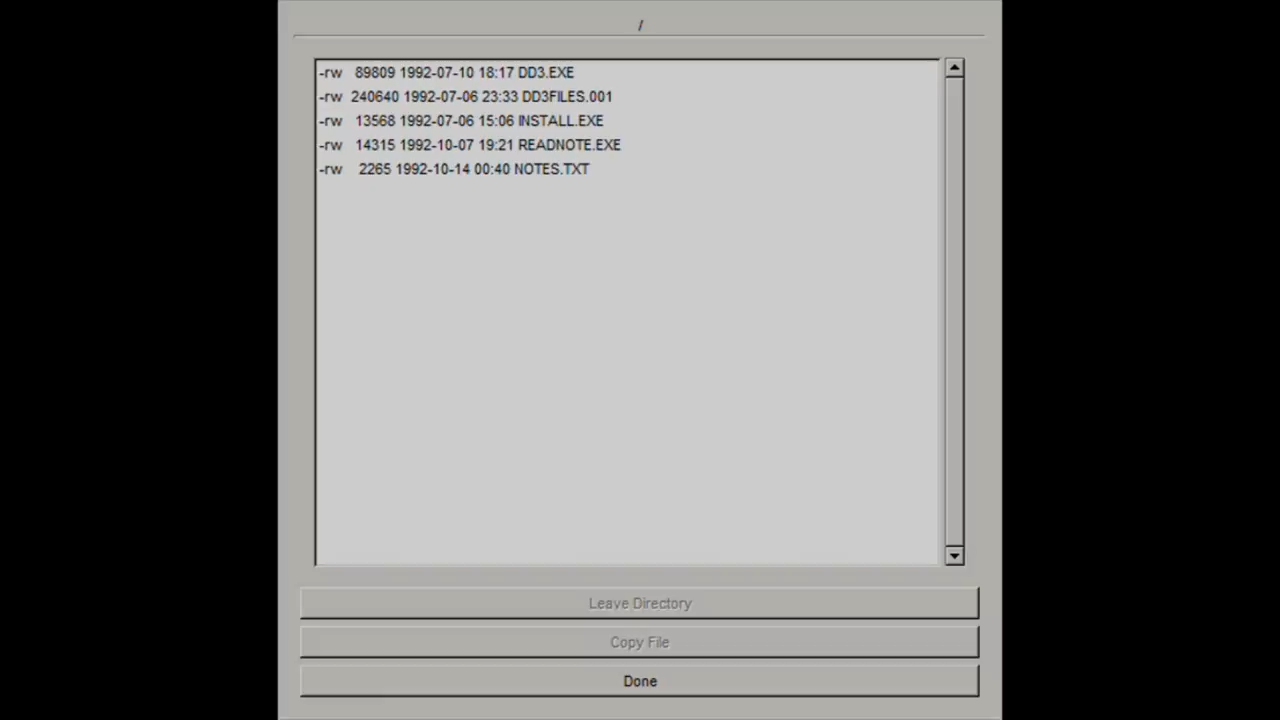 /
-rw 89809 1992-07-10 18:17 DD3.EXE
-rw 240640 1992-07-06 23:33 DD3FILES.001
-rw 13568 1992-07-06 15:06 INSTALL.EXE
-rw 14315 1992-10-07 19:21 READNOTE.EXE
-rw 2265 1992-10-14 00:40 NOTES.TXT
Leave Directory
Copy File
Done